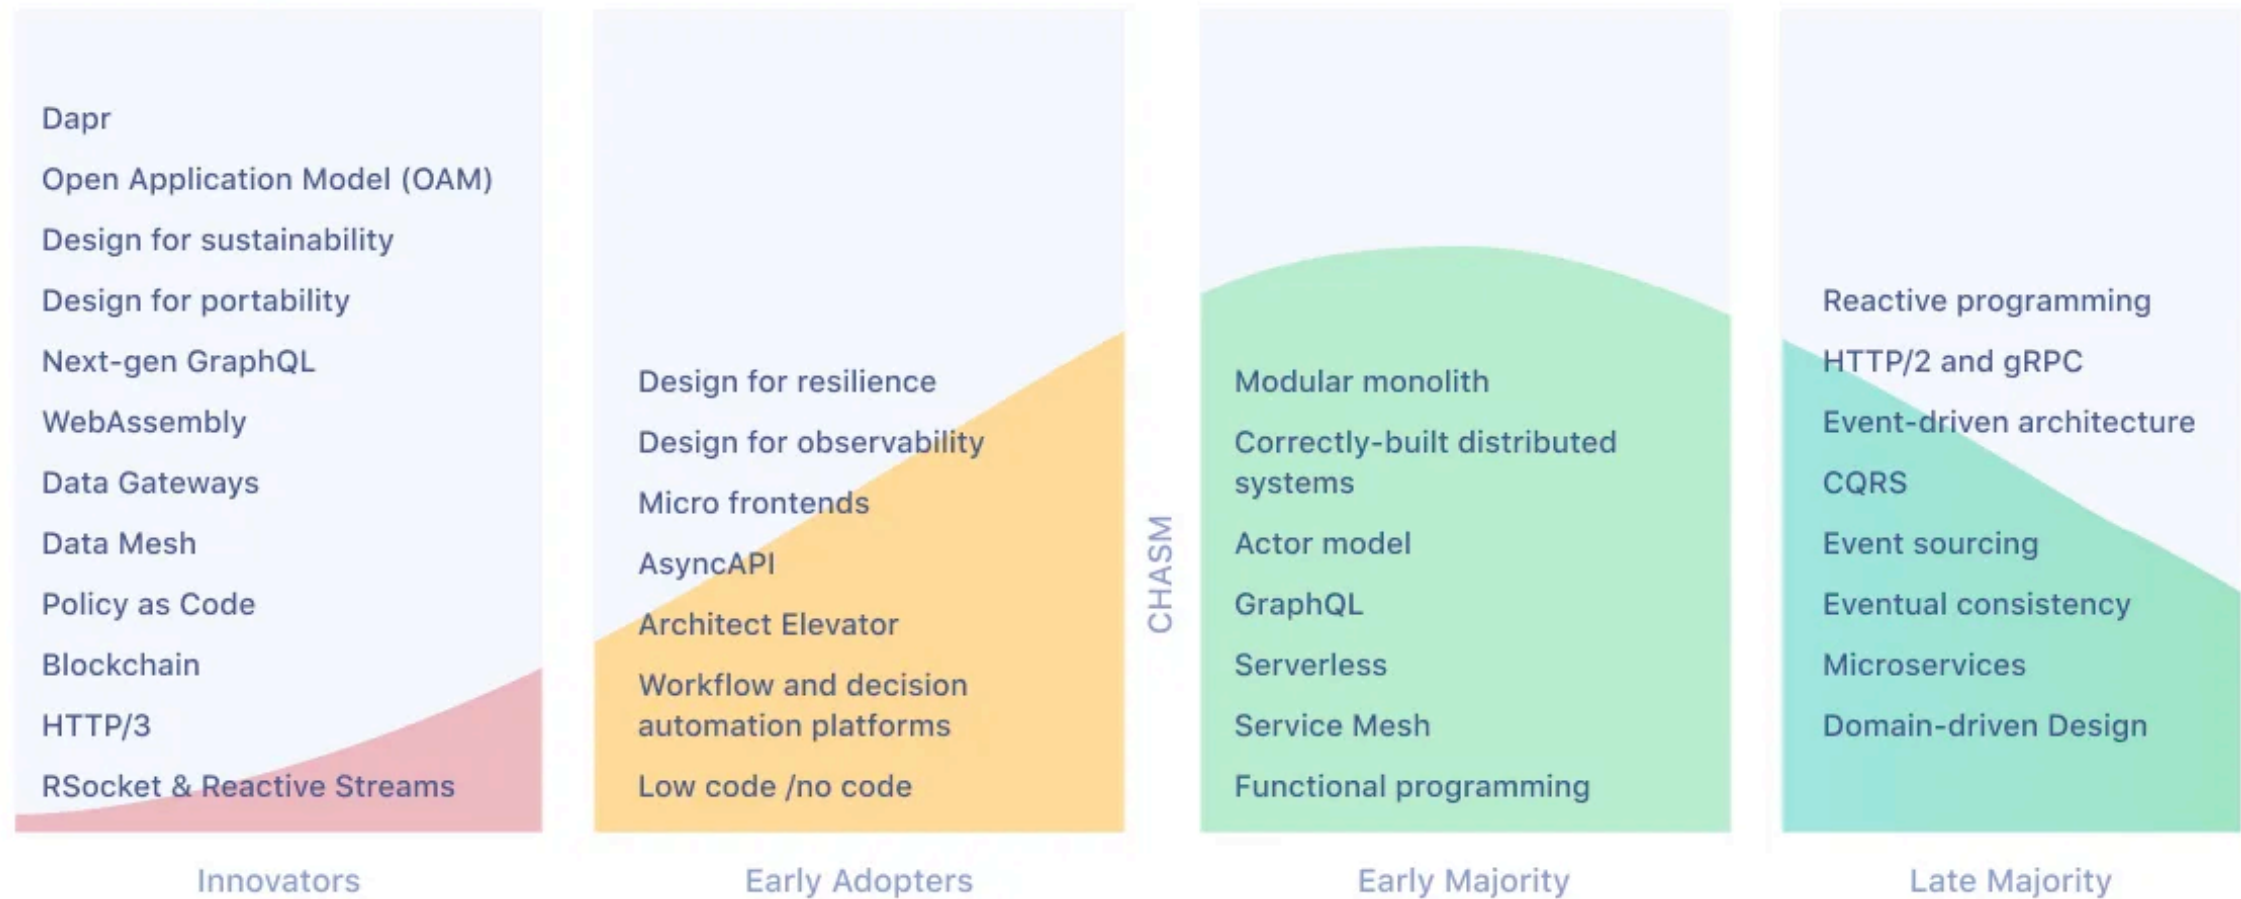 Dapr
Open Application Model (OAM)
Design for sustainability
Design for portability
Next-gen GraphQL
WebAssembly
Data Gateways
Data Mesh
Policy as Code
Blockchain
HTTP/3
RSocket & Reactive Streams
Innovators
Design for resilience
Design for observability
Micro frontends
AsyncAPI
Architect Elevator
Workflow and decision
automation platforms
Low code /no code
Early Adopters
CHASM
Modular monolith
Correctly-built distributed
systems
Actor model
GraphQL
Serverless
Service Mesh
Functional programming
Early Majority
Reactive programming
HTTP/2 and gRPC
Event-driven architecture
CQRS
Event sourcing
Eventual consistency
Microservices
Domain-driven Design
Late Majority